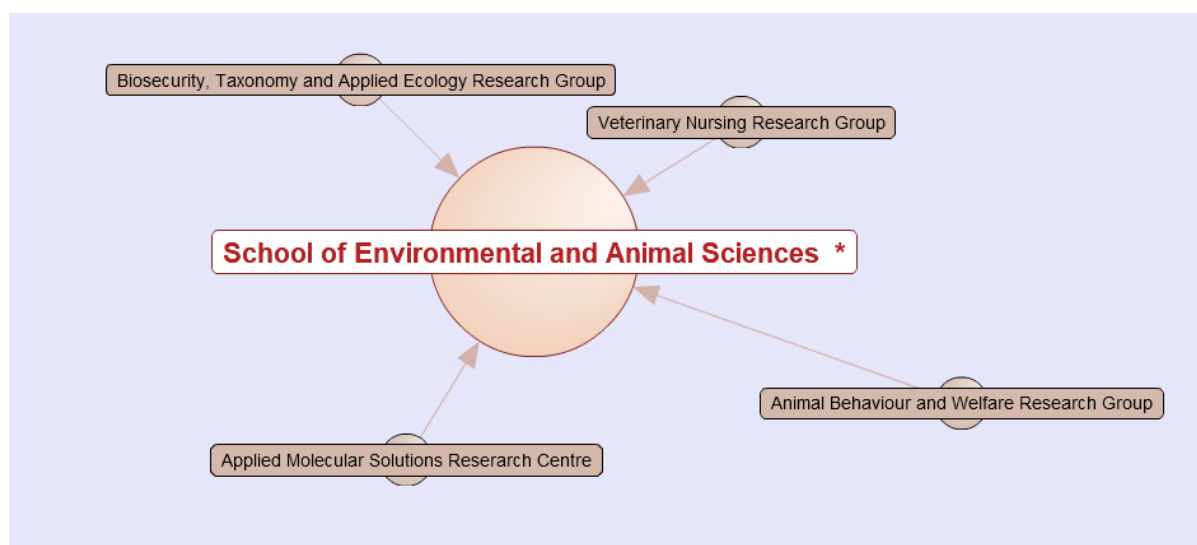 Biosecurity, Taxonomy and Applied Ecology Research Group
Veterinary Nursing Research Group
School of Environmental and Animal Sciences *
Animal Behaviour and Welfare Research Group
Applied Molecular Solutions Reserarch Centre